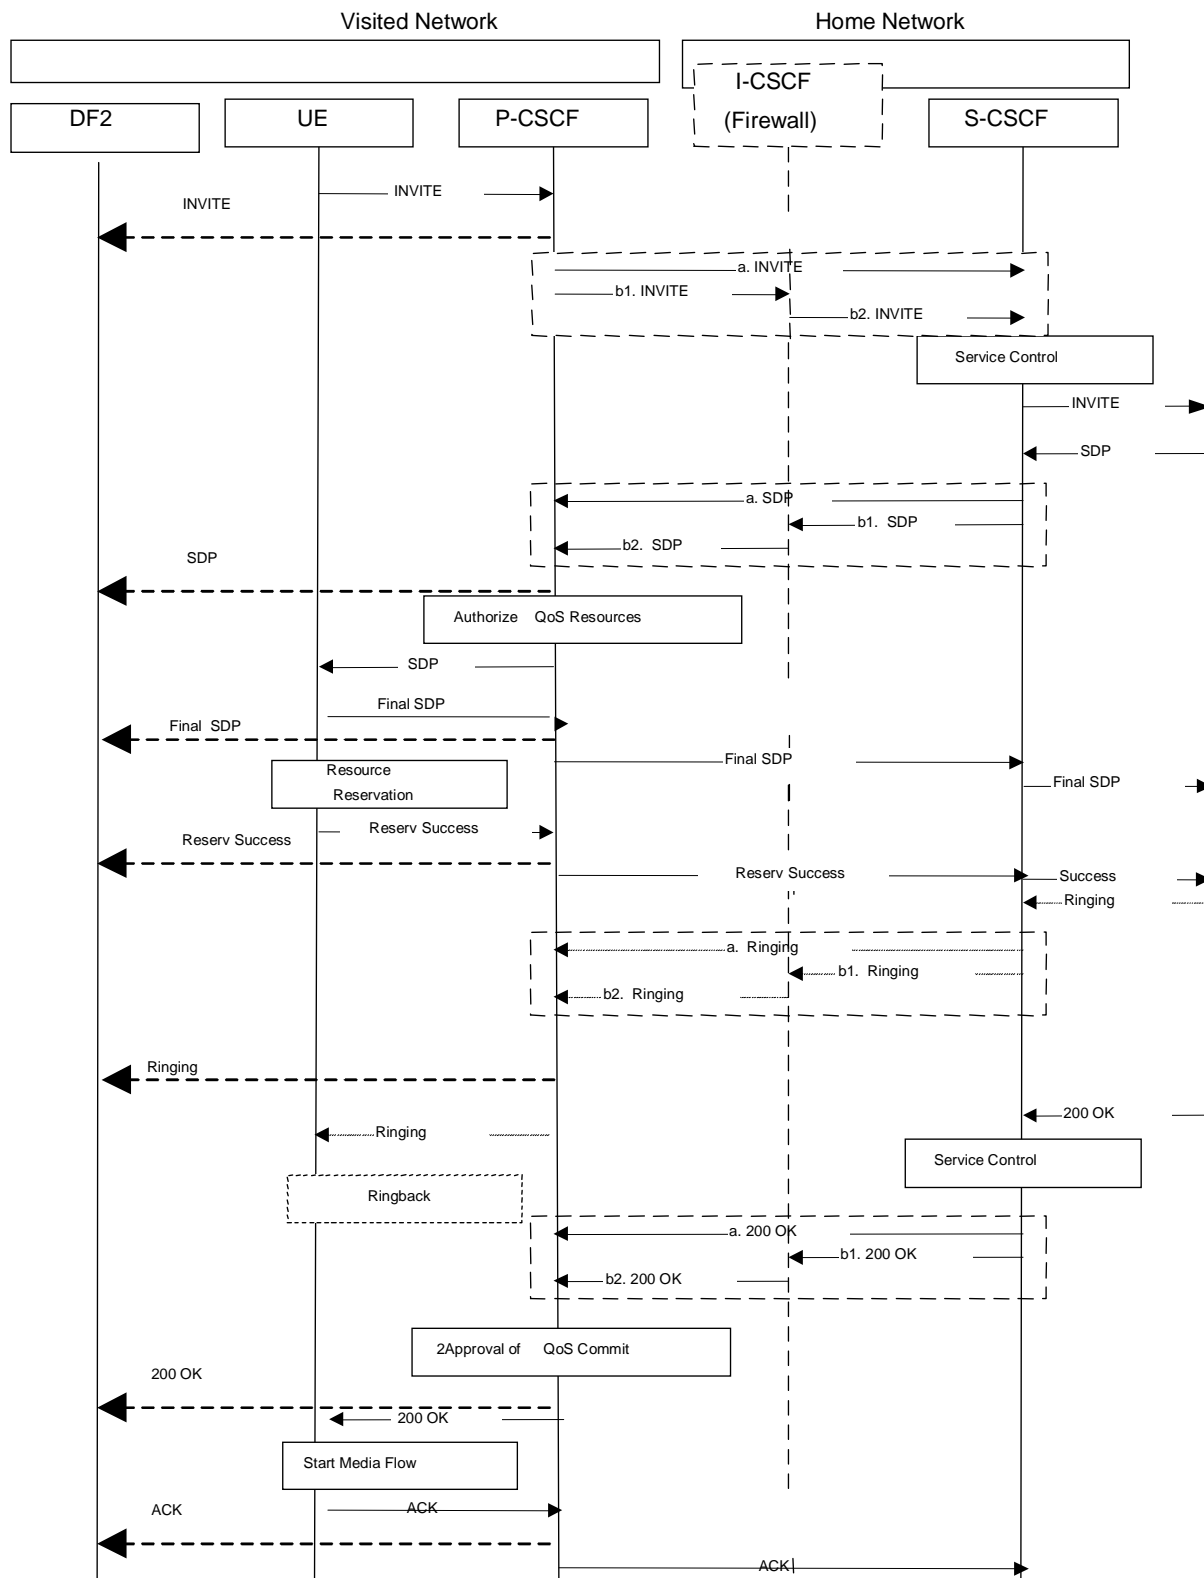 Visited Network
Home Network
I-CSCF
(Firewall)
DF2
UE
P-CSCF
S-CSCF
INVITE
INVITE
a. INVITE
b1. INVITE
b2. INVITE
Service Control
INVITE
SDP
a. SDP
b1. SDP
b2. SDP
SDP
Authorize QoS Resources
SDP
Final SDP
Final SDP
Final SDP
Resource
Reservation
Final SDP
Reserv Success
Reserv Success
Reserv Success
Success
Ringing
a. Ringing
b1. Ringing
b2. Ringing
Ringing
200 OK
Ringing
Service Control
Ringback
a. 200 OK
b1. 200 OK
b2. 200 OK
2Approval of QoS Commit
200 OK
200 OK
Start Media Flow
ACK
ACK
ACK